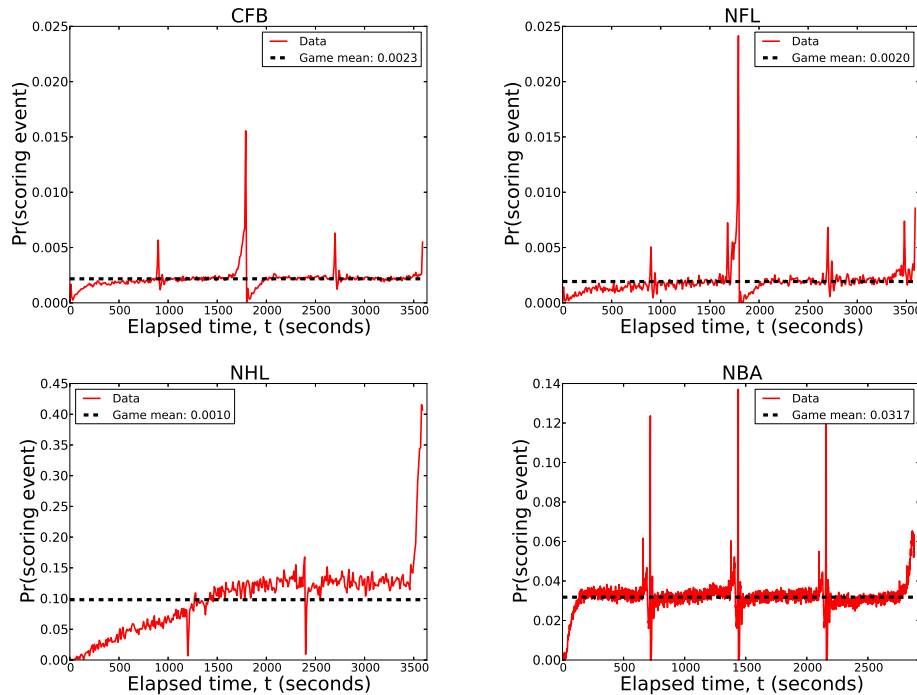 CFB
Pr(scoring event)
0.025
0.020
0.015
0.010
0.005
0.000
Data
Game mean: 0.0023
0 500 1000 1500 2000 2500 3000 3500
Elapsed time, t (seconds)
NFL
Pr(scoring event)
0.025
0.020
0.015
0.010
0.005
0.000
Data
Game mean: 0.0020
0 500 1000 1500 2000 2500 3000 3500
Elapsed time, t (seconds)
NHL
Pr(scoring event)
0.45
0.40
0.35
0.30
0.25
0.20
0.15
0.10
0.05
0.00
Data
Game mean: 0.0010
0 500 1000 1500 2000 2500 3000 3500
Elapsed time, t (seconds)
NBA
Pr(scoring event)
0.14
0.12
0.10
0.08
0.06
0.04
0.02
0.00
Data
Game mean: 0.0317
0 500 1000 1500 2000 2500
Elapsed time, t (seconds)